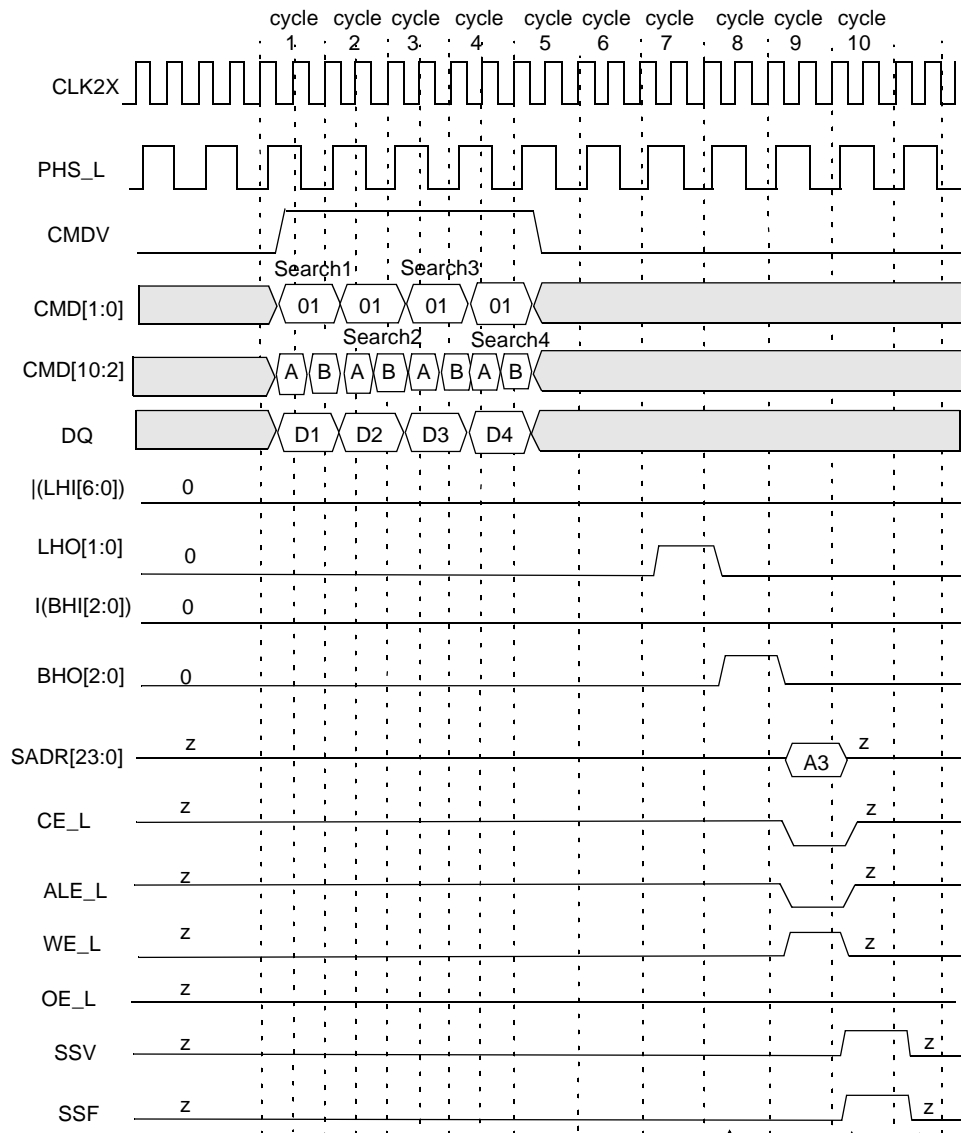 cycle cycle cycle cycle cycle cycle cycle cycle cycle cycle
1 2 3 4 5 6 7 8 9 10
CLK2X
PHS_L
CMDV
Search1 Search3
CMD[1:0] 01 01 01 01
Search2 Search4
CMD[10:2] A B A B A B A B
DQ D1 D2 D3 D4
|(LHI[6:0]) 0
LHO[1:0] 0
I(BHI[2:0]) 0
BHO[2:0] 0
SADR[23:0] z A3 z
CE_L z z
ALE_L z z
WE_L z z
OE_L z
SSV z z
SSF z z